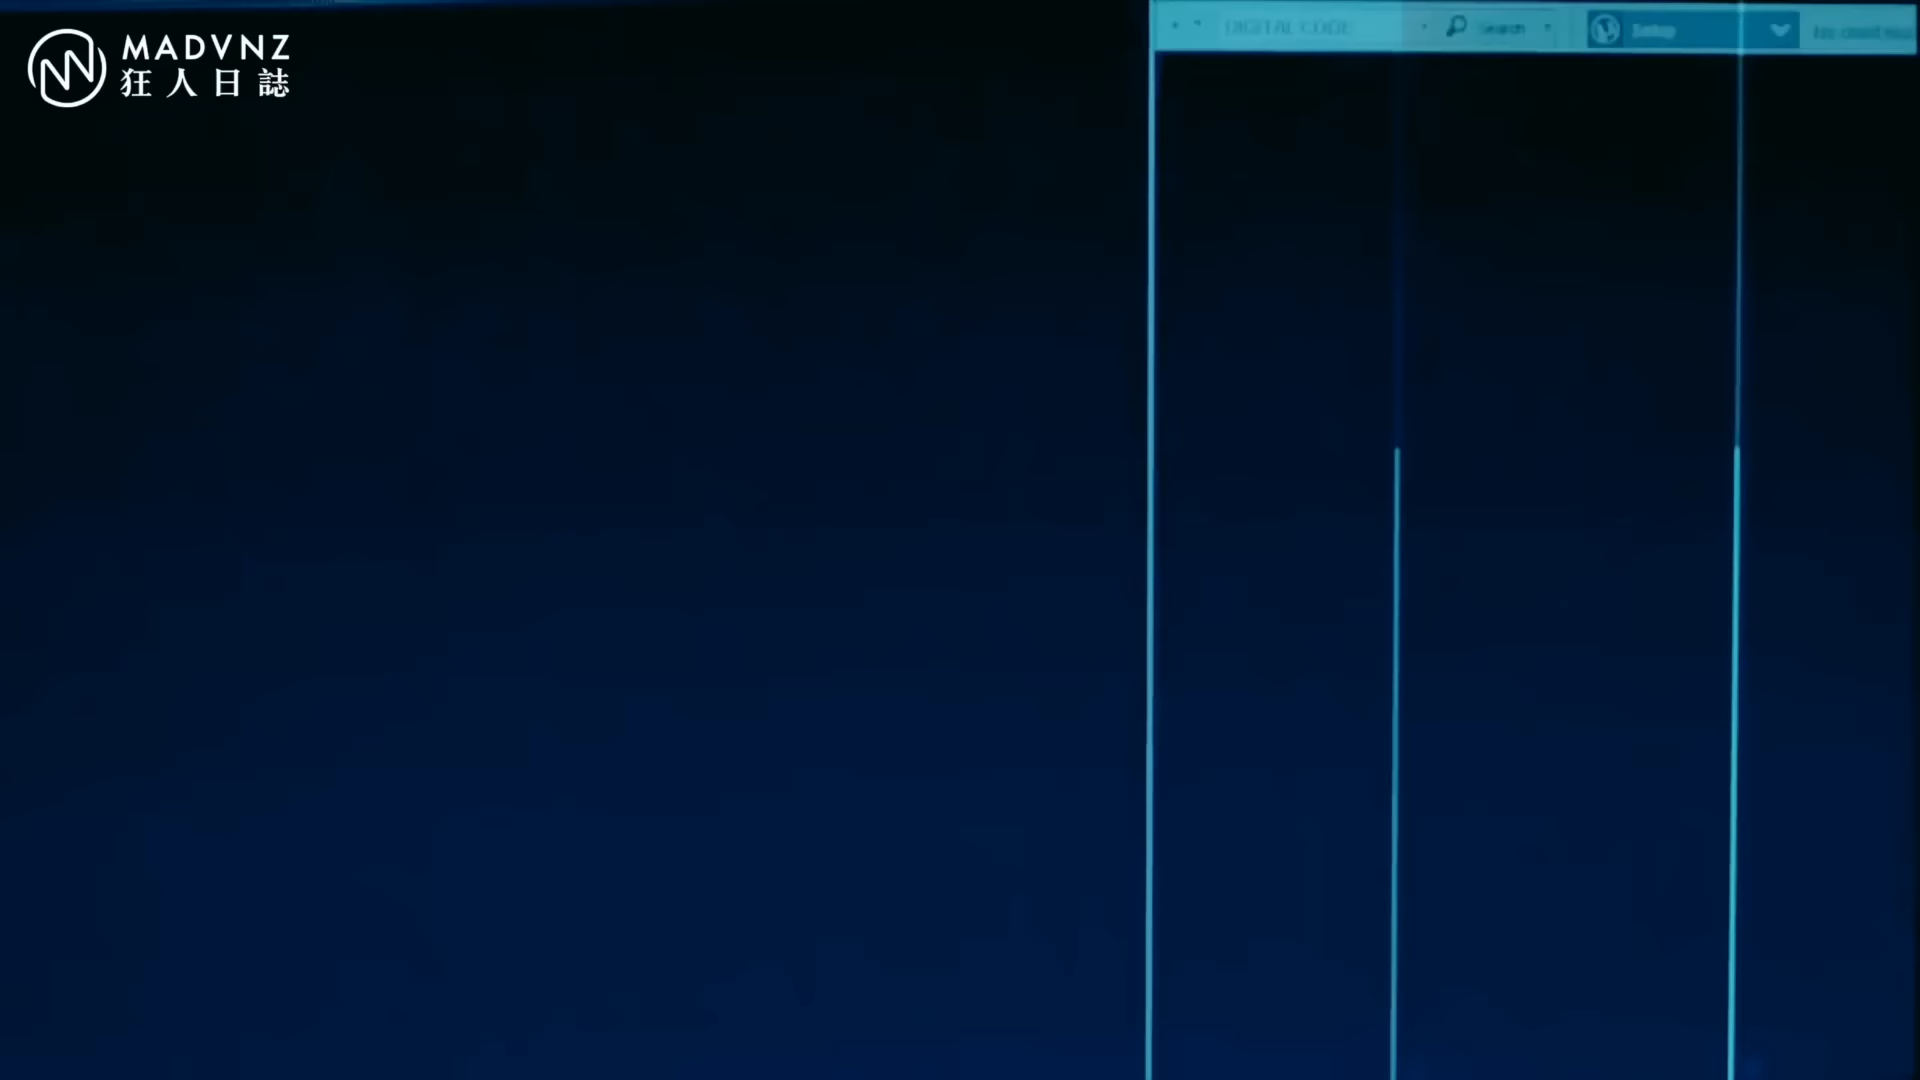 MADVNZ
狂人日誌
DIGITAL CODE
Search
Setup